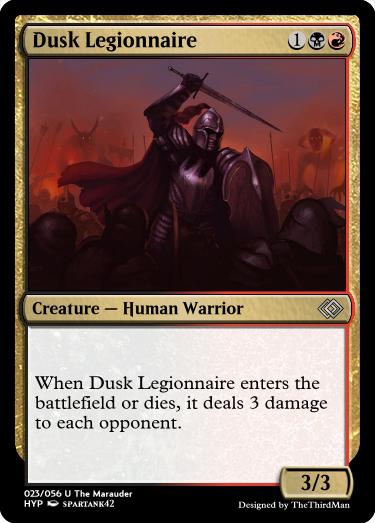 Dusk Legionnaire 1
Creature — Human Warrior
When Dusk Legionnaire enters the
battlefield or dies, it deals 3 damage
to each opponent.
3/3
023/056 U The Marauder
HYP SPARTANK42 Designed by TheThirdMan